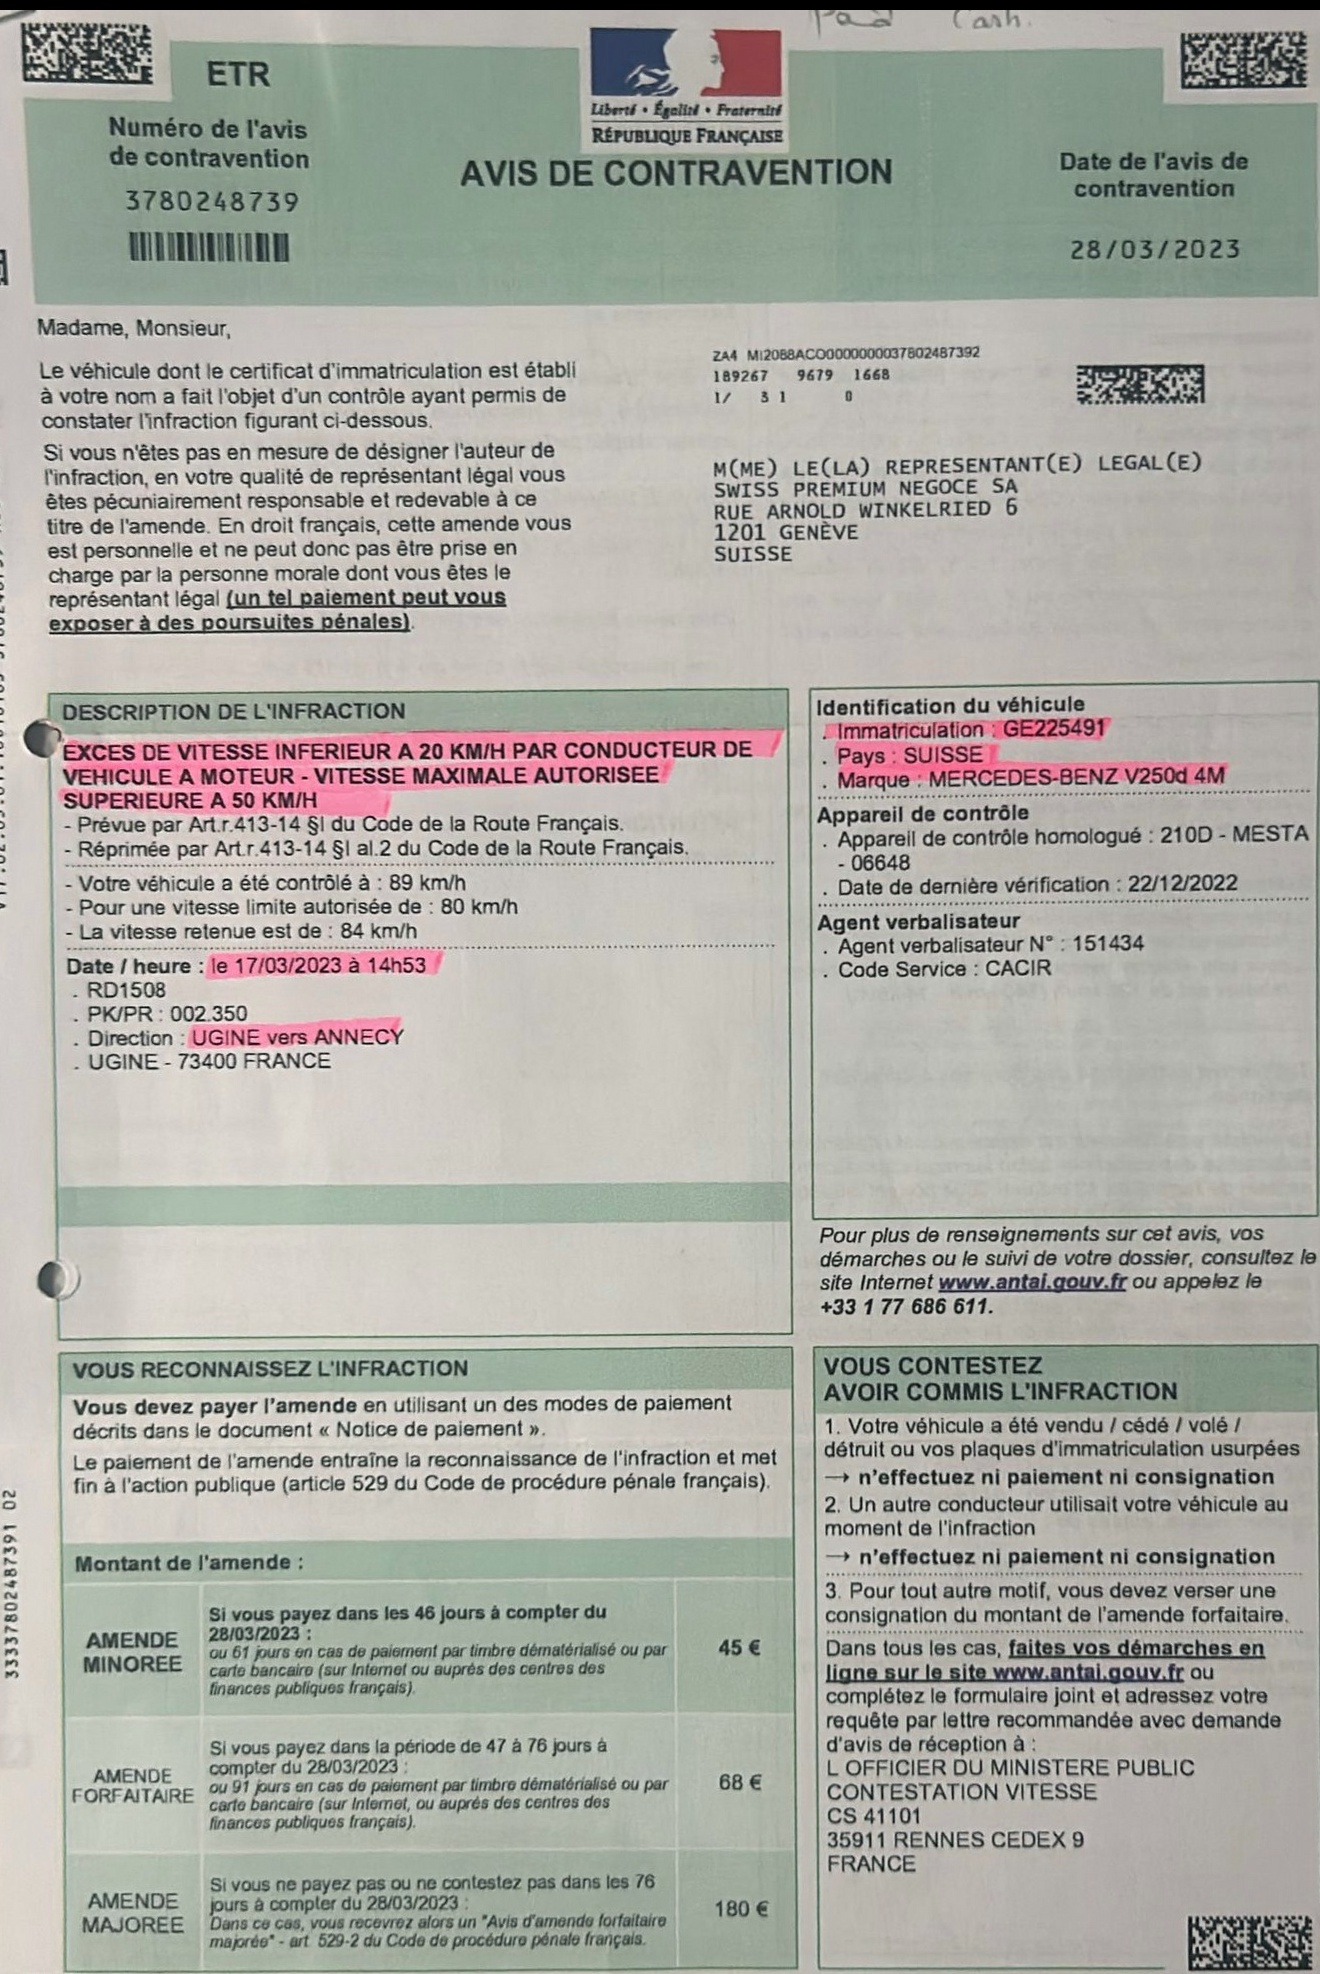 Paid Cash.
ETR
Numéro de l'avis
de contravention
3780248739
Liberté • Égalité • Fraternité
RÉPUBLIQUE FRANÇAISE
AVIS DE CONTRAVENTION
Date de l'avis de
contravention
28/03/2023
Madame, Monsieur,
Le véhicule dont le certificat d'immatriculation est établi
à votre nom a fait l'objet d'un contrôle ayant permis de
constater l'infraction figurant ci-dessous.
Si vous n'êtes pas en mesure de désigner l'auteur de
l'infraction, en votre qualité de représentant légal vous
êtes pécuniairement responsable et redevable à ce
titre de l'amende. En droit français, cette amende vous
est personnelle et ne peut donc pas être prise en
charge par la personne morale dont vous êtes le
représentant légal (un tel paiement peut vous
exposer à des poursuites pénales).
ZA4 MI2088ACO0000000037802487392
189267 9679 1668
1/ 31 0
M(ME) LE(LA) REPRESENTANT(E) LEGAL(E)
SWISS PREMIUM NEGOCE SA
RUE ARNOLD WINKELRIED 6
1201 GENÈVE
SUISSE
DESCRIPTION DE L'INFRACTION
EXCES DE VITESSE INFERIEUR A 20 KM/H PAR CONDUCTEUR DE
VEHICULE A MOTEUR - VITESSE MAXIMALE AUTORISEE
SUPERIEURE A 50 KM/H
- Prévue par Art.r.413-14 §I du Code de la Route Français.
- Réprimée par Art.r.413-14 §I al.2 du Code de la Route Français.
- Votre véhicule a été contrôlé à : 89 km/h
- Pour une vitesse limite autorisée de : 80 km/h
- La vitesse retenue est de : 84 km/h
Date / heure : le 17/03/2023 à 14h53
. RD1508
. PK/PR : 002.350
. Direction : UGINE vers ANNECY
. UGINE - 73400 FRANCE
Identification du véhicule
. Immatriculation : GE225491
. Pays : SUISSE
. Marque : MERCEDES-BENZ V250d 4M
Appareil de contrôle
. Appareil de contrôle homologué : 210D - MESTA
- 06648
. Date de dernière vérification : 22/12/2022
Agent verbalisateur
. Agent verbalisateur N° : 151434
. Code Service : CACIR
Pour plus de renseignements sur cet avis, vos
démarches ou le suivi de votre dossier, consultez le
site Internet www.antai.gouv.fr ou appelez le
+33 1 77 686 611.
VOUS RECONNAISSEZ L'INFRACTION
Vous devez payer l'amende en utilisant un des modes de paiement
décrits dans le document « Notice de paiement ».
Le paiement de l'amende entraîne la reconnaissance de l'infraction et met
fin à l'action publique (article 529 du Code de procédure pénale français).
Montant de l'amende :
AMENDE
MINOREE
Si vous payez dans les 46 jours à compter du
28/03/2023 :
ou 61 jours en cas de paiement par timbre dématérialisé ou par
carte bancaire (sur Internet ou auprès des centres des
finances publiques français).
45 €
AMENDE
FORFAITAIRE
Si vous payez dans la période de 47 à 76 jours à
compter du 28/03/2023 :
ou 91 jours en cas de paiement par timbre dématérialisé ou par
carte bancaire (sur Internet, ou auprès des centres des
finances publiques français).
68 €
AMENDE
MAJOREE
Si vous ne payez pas ou ne contestez pas dans les 76
jours à compter du 28/03/2023 :
Dans ce cas, vous recevrez alors un "Avis d'amende forfaitaire
majorée" - art 529-2 du Code de procédure pénale français.
180 €
VOUS CONTESTEZ
AVOIR COMMIS L'INFRACTION
1. Votre véhicule a été vendu / cédé / volé /
détruit ou vos plaques d'immatriculation usurpées
→ n'effectuez ni paiement ni consignation
2. Un autre conducteur utilisait votre véhicule au
moment de l'infraction
→ n'effectuez ni paiement ni consignation
3. Pour tout autre motif, vous devez verser une
consignation du montant de l'amende forfaitaire.
Dans tous les cas, faites vos démarches en
ligne sur le site www.antai.gouv.fr ou
complétez le formulaire joint et adressez votre
requête par lettre recommandée avec demande
d'avis de réception à :
L OFFICIER DU MINISTERE PUBLIC
CONTESTATION VITESSE
CS 41101
35911 RENNES CEDEX 9
FRANCE
33337802487391 02